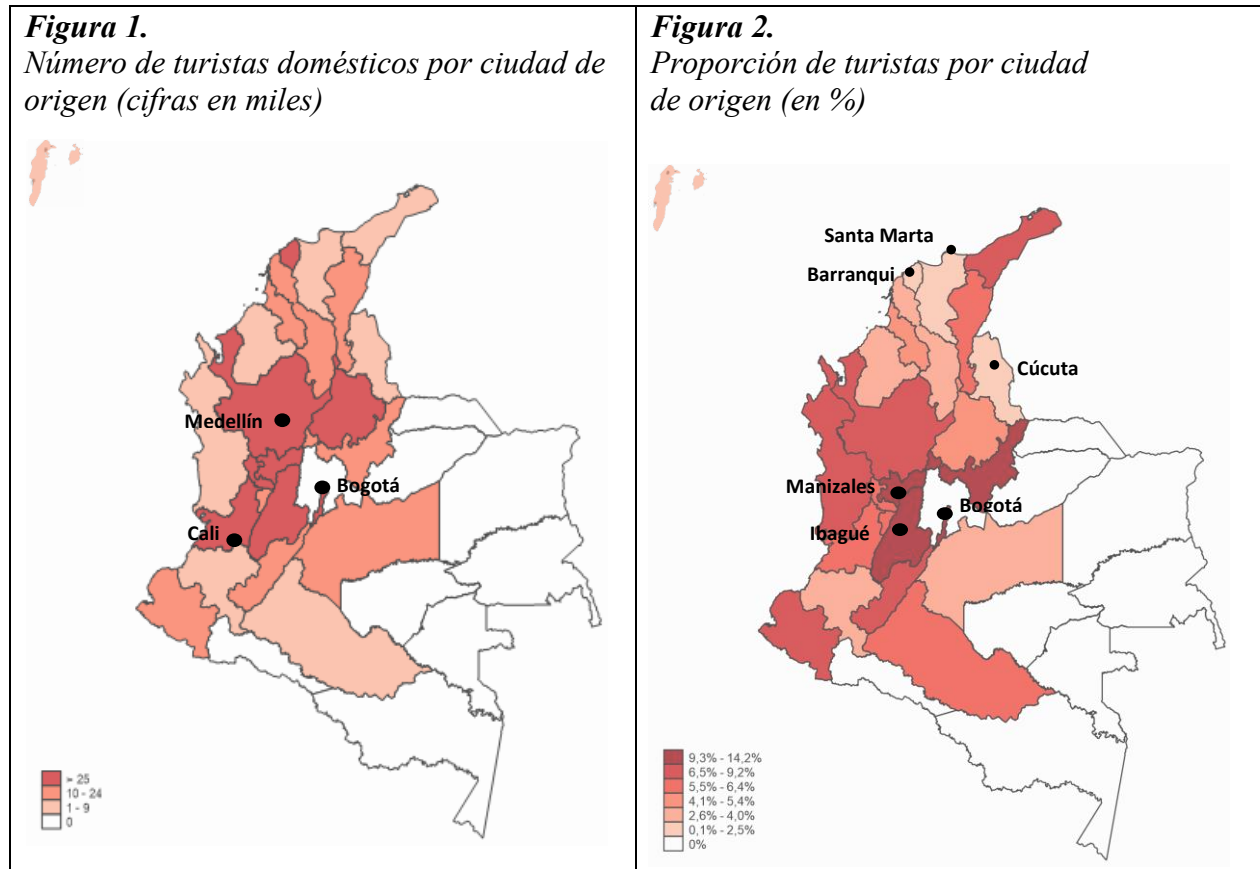 Figura 1.
Número de turistas domésticos por ciudad de
origen (cifras en miles)
Medellín
Bogotá
Cali
> 25
10 - 24
1 - 9
0
Figura 2.
Proporción de turistas por ciudad
de origen (en %)
Santa Marta
Barranqui
Cúcuta
Manizales
Bogotá
Ibagué
9,3% - 14,2%
6,5% - 9,2%
5,5% - 6,4%
4,1% - 5,4%
2,6% - 4,0%
0,1% - 2,5%
0%